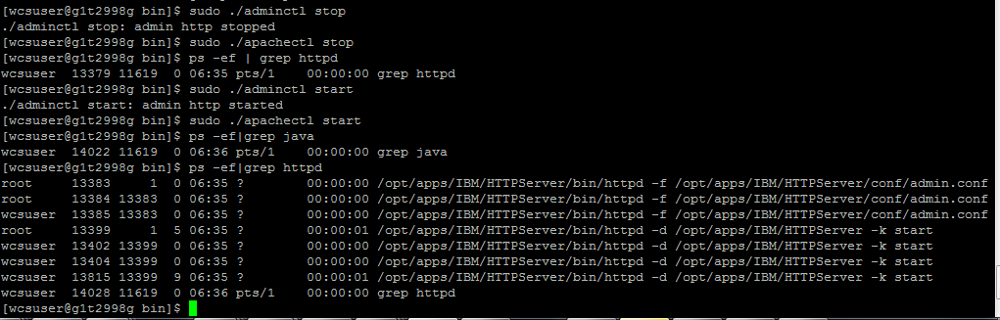 [wcsuser@g1t2998g bin]$ sudo ./adminctl stop
./adminctl stop: admin http stopped
[wcsuser@g1t2998g bin]$ sudo ./apachectl stop
[wcsuser@g1t2998g bin]$ ps -ef | grep httpd
wcsuser  13379 11619  0 06:35 pts/1    00:00:00 grep httpd
[wcsuser@g1t2998g bin]$ sudo ./adminctl start
./adminctl start: admin http started
[wcsuser@g1t2998g bin]$ sudo ./apachectl start
[wcsuser@g1t2998g bin]$ ps -ef|grep java
wcsuser  14022 11619  0 06:36 pts/1    00:00:00 grep java
[wcsuser@g1t2998g bin]$ ps -ef|grep httpd
root     13383     1  0 06:35 ?        00:00:00 /opt/apps/IBM/HTTPServer/bin/httpd -f /opt/apps/IBM/HTTPServer/conf/admin.conf
root     13384 13383  0 06:35 ?        00:00:00 /opt/apps/IBM/HTTPServer/bin/httpd -f /opt/apps/IBM/HTTPServer/conf/admin.conf
wcsuser  13385 13383  0 06:35 ?        00:00:00 /opt/apps/IBM/HTTPServer/bin/httpd -f /opt/apps/IBM/HTTPServer/conf/admin.conf
root     13399     1  5 06:35 ?        00:00:01 /opt/apps/IBM/HTTPServer/bin/httpd -d /opt/apps/IBM/HTTPServer -k start
wcsuser  13402 13399  0 06:35 ?        00:00:00 /opt/apps/IBM/HTTPServer/bin/httpd -d /opt/apps/IBM/HTTPServer -k start
wcsuser  13404 13399  0 06:35 ?        00:00:00 /opt/apps/IBM/HTTPServer/bin/httpd -d /opt/apps/IBM/HTTPServer -k start
wcsuser  13815 13399  9 06:35 ?        00:00:01 /opt/apps/IBM/HTTPServer/bin/httpd -d /opt/apps/IBM/HTTPServer -k start
wcsuser  14028 11619  0 06:36 pts/1    00:00:00 grep httpd
[wcsuser@g1t2998g bin]$